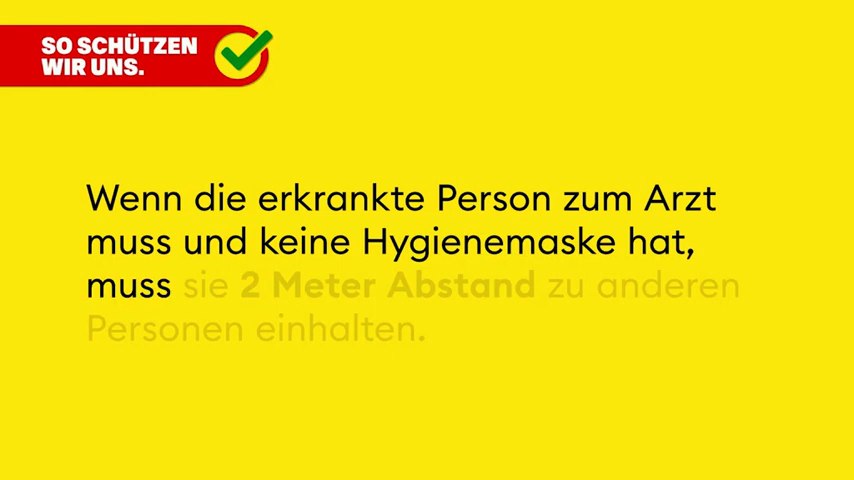 SO SCHÜTZEN
WIR UNS.
Wenn die erkrankte Person zum Arzt
muss und keine Hygienemaske hat,
muss sie 2 Meter Abstand zu anderen
Personen einhalten.